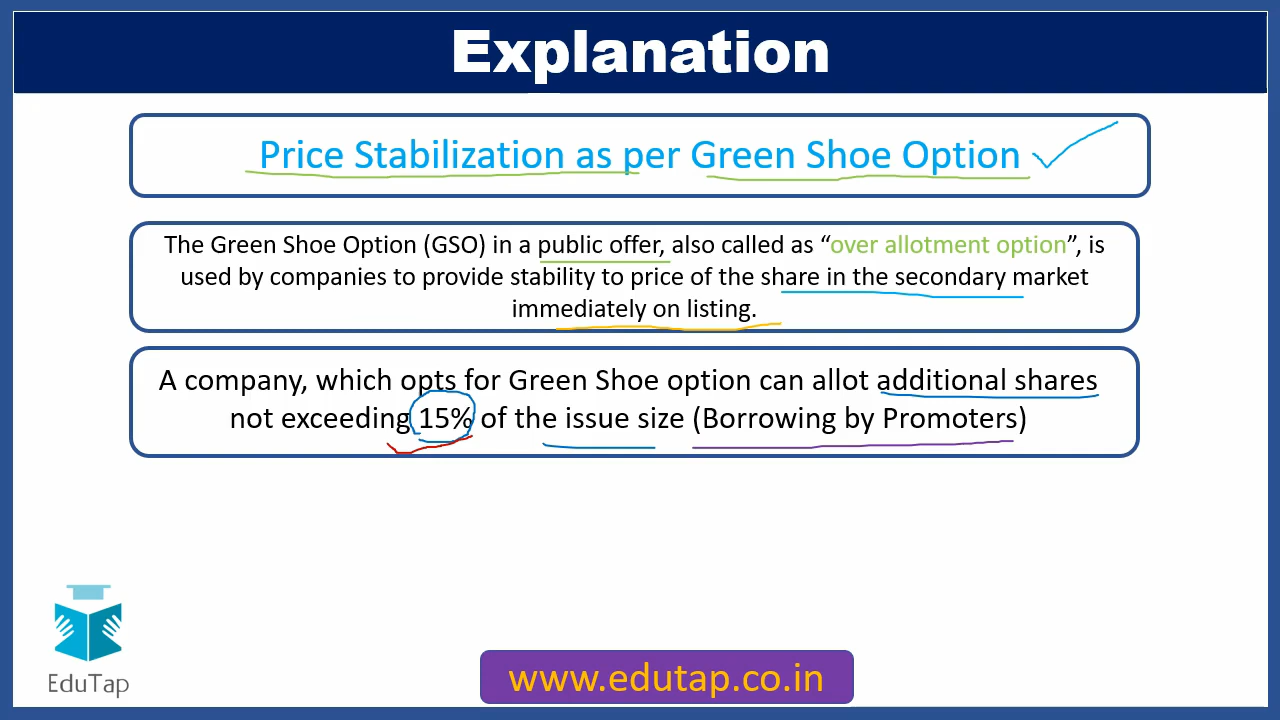 Explanation
Price Stabilization as per Green Shoe Option
The Green Shoe Option (GSO) in a public offer, also called as “over allotment option”, is
used by companies to provide stability to price of the share in the secondary market
immediately on listing.
A company, which opts for Green Shoe option can allot additional shares
not exceeding 15% of the issue size (Borrowing by Promoters)
EduTap
www.edutap.co.in